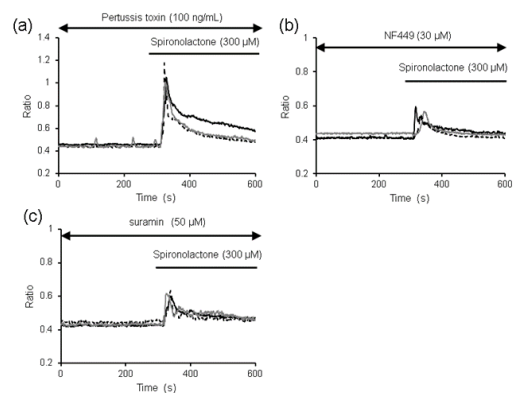 (a)
Pertussis toxin (100 ng/mL)
Spironolactone (300 µM)
1.4
1.2
1
0.8
0.6
0.4
0.2
Ratio
0
200
400
600
Time (s)
(b)
NF449 (30 µM)
Spironolactone (300 µM)
1
0.8
0.6
0.4
0.2
Ratio
0
200
400
600
Time (s)
(c)
suramin (50 µM)
Spironolactone (300 µM)
1
0.8
0.6
0.4
0.2
Ratio
0
200
400
600
Time (s)